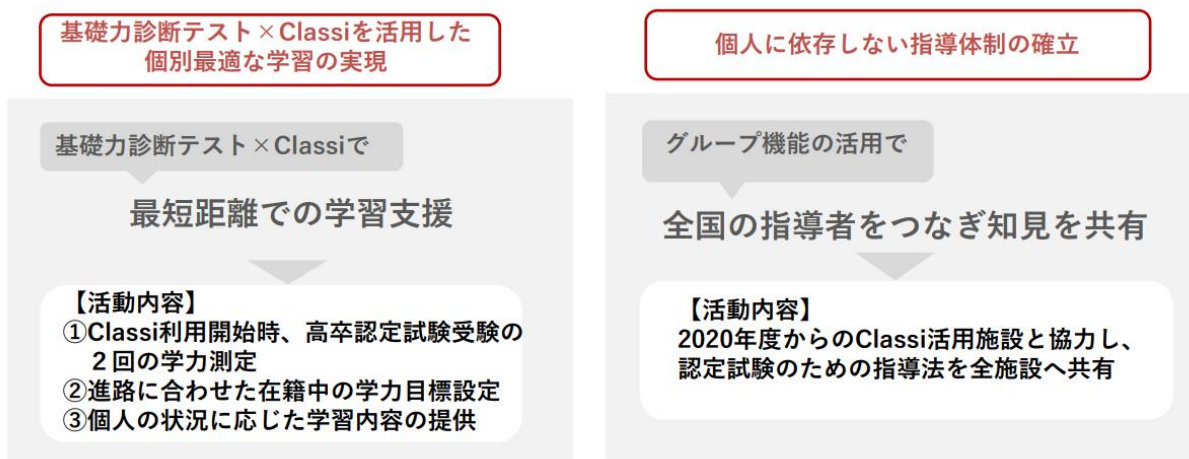 基礎力診断テスト×Classiを活用した
個別最適な学習の実現
基礎力診断テスト×Classiで
最短距離での学習支援
【活動内容】
①Classi利用開始時、高卒認定試験受験の
２回の学力測定
②進路に合わせた在籍中の学力目標設定
③個人の状況に応じた学習内容の提供
個人に依存しない指導体制の確立
グループ機能の活用で
全国の指導者をつなぎ知見を共有
【活動内容】
2020年度からのClassi活用施設と協力し、
認定試験のための指導法を全施設へ共有